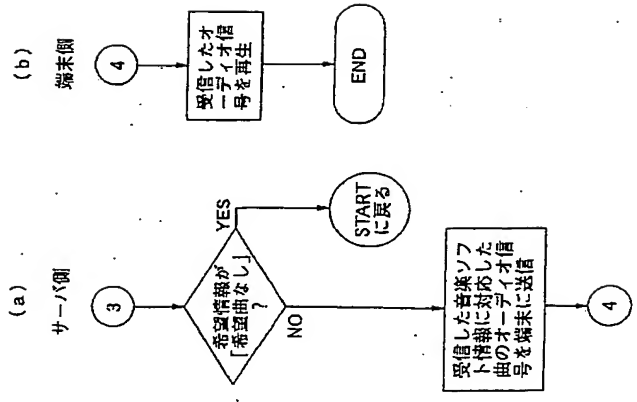 (a)
サーバ側
3
希望情報が
「希望曲なし」
?
YES
STARTに
戻る
NO
受信した音楽ソフ
ト情報に対応した
曲のオーディオ信
号を端末に送信
4
(b)
端末側
4
受信したオ
ーディオ信
号を再生
END